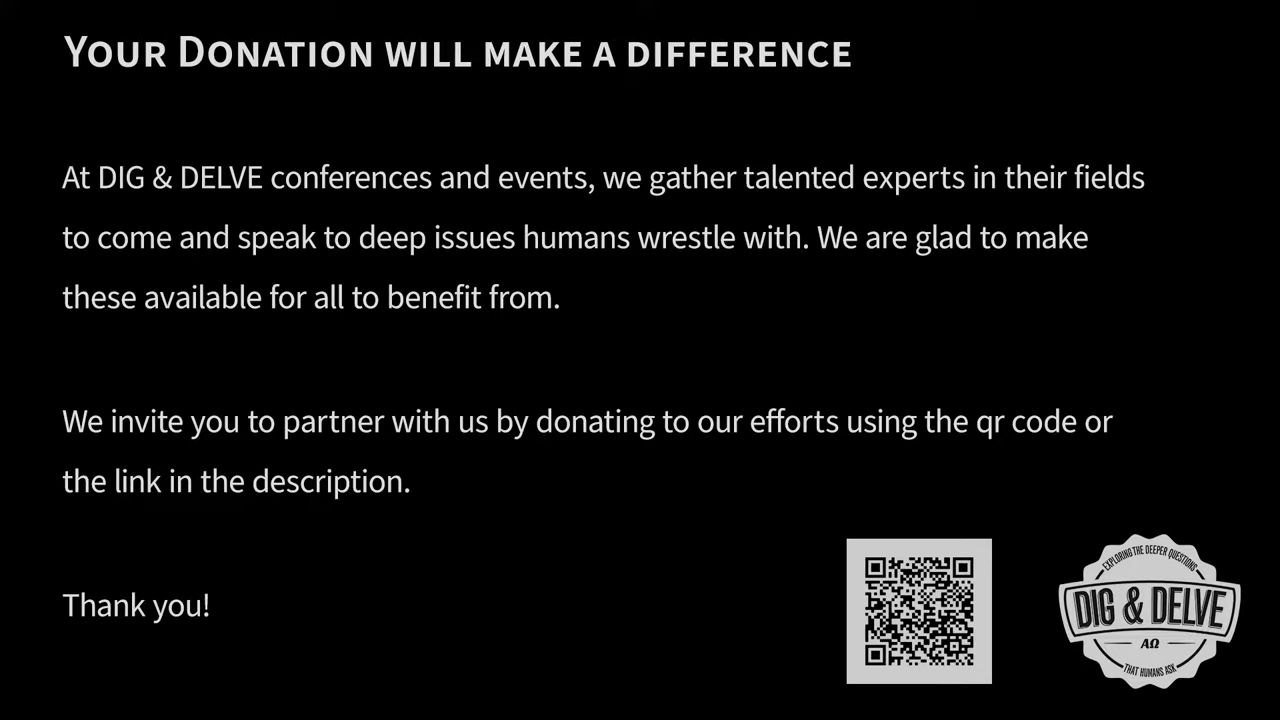 Your Donation will make a difference
At DIG & DELVE conferences and events, we gather talented experts in their fields
to come and speak to deep issues humans wrestle with. We are glad to make
these available for all to benefit from.
We invite you to partner with us by donating to our efforts using the qr code or
the link in the description.
Thank you!
EXPLORING THE DEEPER QUESTIONS
DIG & DELVE
ΑΩ
THAT HUMANS ASK